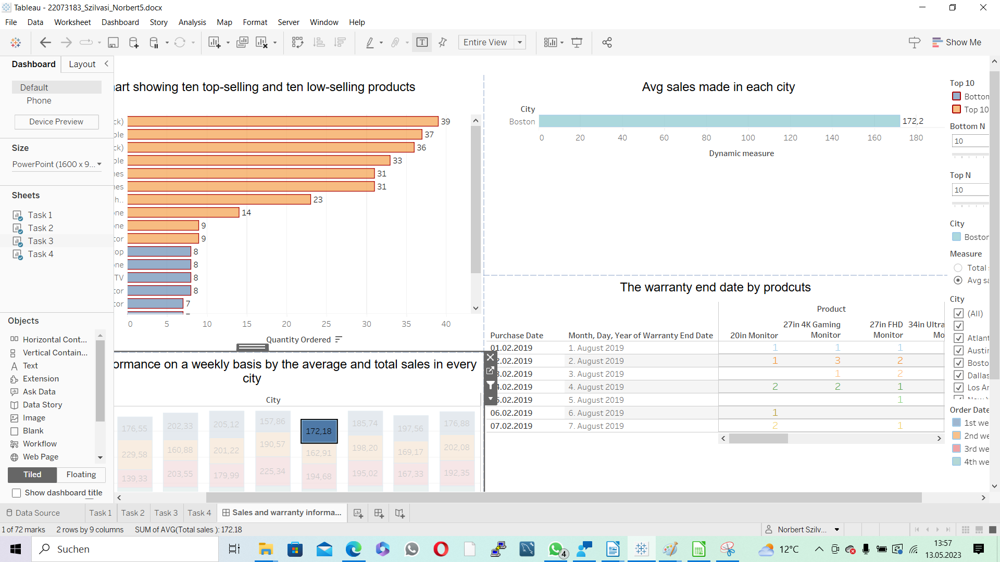 Tableau - 22073183_Szilvasi_Norbert5.docx
File Data Worksheet Dashboard Story Analysis Map Format Server Window Help
Entire View
Show Me
Dashboard Layout
Default
Phone
Device Preview
Size
PowerPoint (1600 x 9...
Sheets
Task 1
Task 2
Task 3
Task 4
Objects
Horizontal Cont...
Vertical Contain...
Text
Extension
Ask Data
Data Story
Image
Blank
Workflow
Web Page
Tiled Floating
Show dashboard title
art showing ten top-selling and ten low-selling products
ck) 39
ole 37
ck) 36
ole 33
nes 31
nes 31
h.. 23
one 14
one 9
tor 9
top 8
one 8
TV 8
tor 8
tor 7
0 5 10 15 20 25 30 35 40
Quantity Ordered
ormance on a weekly basis by the average and total sales in every
city
City
176,55 202,33 205,12 157,86 172,18 185,74 197,56 176,88
229,58 160,88 201,22 190,57 162,91 198,20 169,17 202,08
139,33 203,55 179,99 225,34 194,68 195,02 167,33 192,35
Avg sales made in each city
City
Boston 172,2
0 20 40 60 80 100 120 140 160 180
Dynamic measure
The warranty end date by prodcuts
Product
Purchase Date Month, Day, Year of Warranty End Date 20in Monitor 27in 4K Gaming Monitor 27in FHD Monitor 34in Ultra Mo
01.02.2019 1. August 2019 1 1 1
2.02.2019 2. August 2019 1 3 2
3.02.2019 3. August 2019 1 2
4.02.2019 4. August 2019 2 2 1
5.02.2019 5. August 2019 1
06.02.2019 6. August 2019 1
07.02.2019 7. August 2019 2 1
Top 10
Bottom
Top 10
Bottom N
10
Top N
10
City
Boston
Measure
Total s
Avg sa
City
(All)
Atlant
Austin
Bosto
Dallas
Los An
Order Date
1st we
2nd we
3rd we
4th we
Data Source Task 1 Task 2 Task 3 Task 4 Sales and warranty informa...
1 of 72 marks 2 rows by 9 columns SUM of AVG(Total sales ): 172,18
Norbert Szilv...
Suchen
4
12°C
13:57
13.05.2023